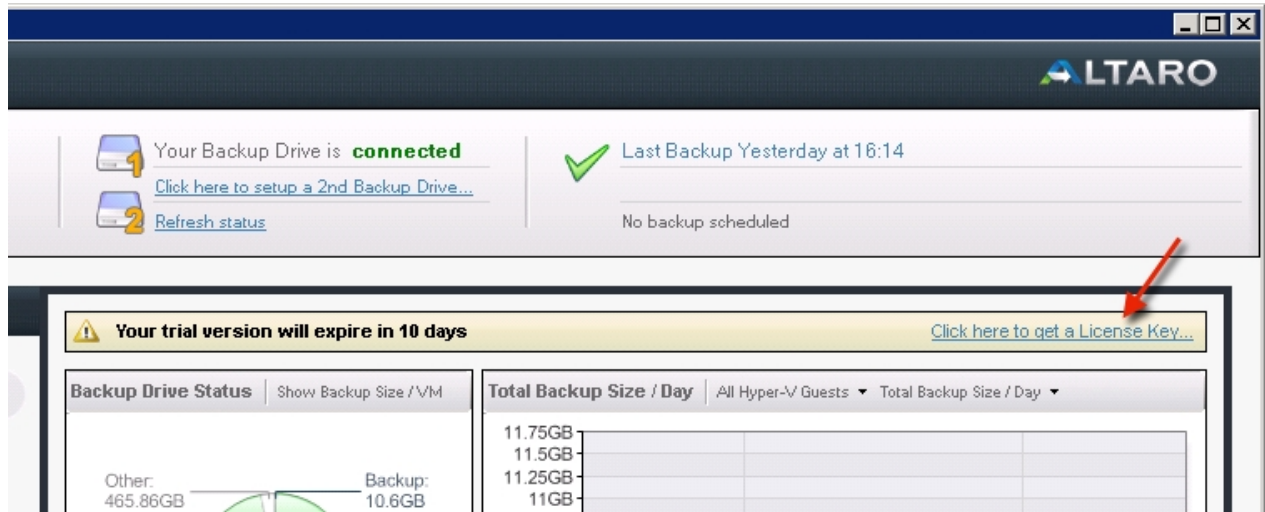 ALTARO
Your Backup Drive is connected
Click here to setup a 2nd Backup Drive...
Refresh status
Last Backup Yesterday at 16:14
No backup scheduled
Your trial version will expire in 10 days
Click here to get a License Key...
Backup Drive Status
Show Backup Size / VM
Total Backup Size / Day
All Hyper-V Guests
Total Backup Size / Day
Other:
465.86GB
Backup:
10.6GB
11.75GB
11.5GB
11.25GB
11GB